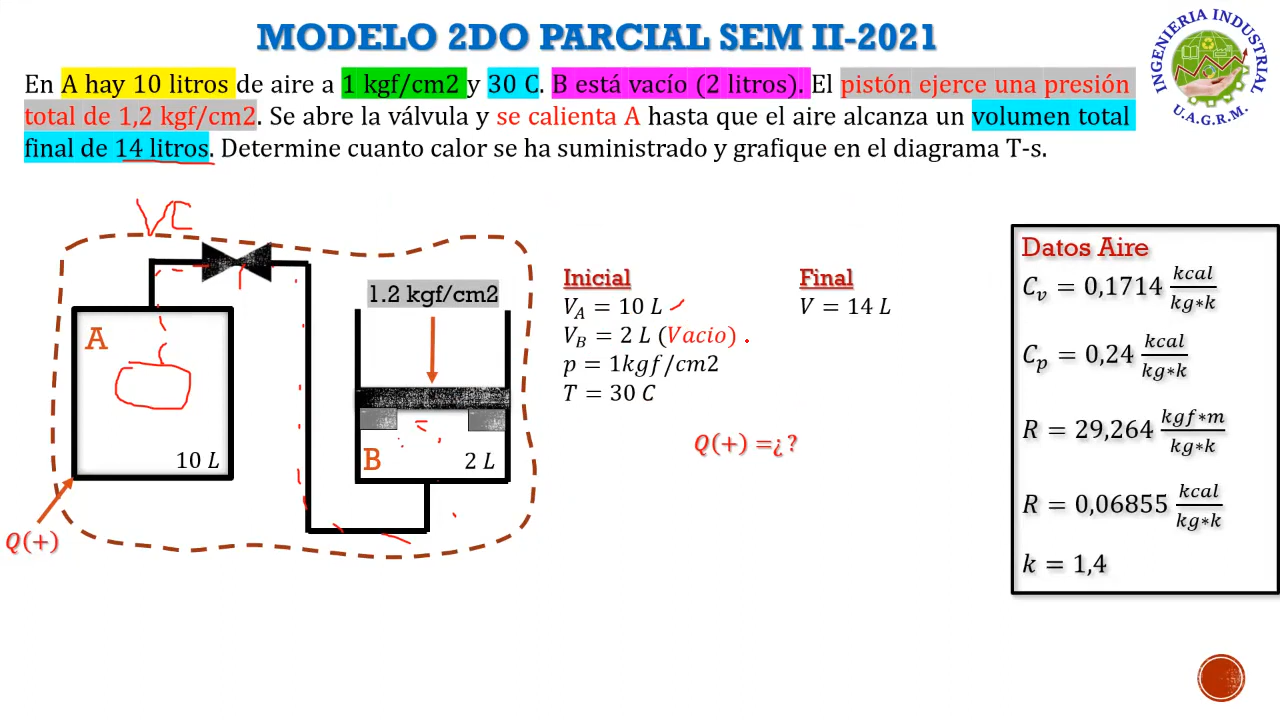 MODELO 2DO PARCIAL SEM II-2021
En A hay 10 litros de aire a 1 kgf/cm2 y 30 C. B está vacío (2 litros). El pistón ejerce una presión
total de 1,2 kgf/cm2. Se abre la válvula y se calienta A hasta que el aire alcanza un volumen total
final de 14 litros. Determine cuanto calor se ha suministrado y grafique en el diagrama T-s.
INGENIERIA INDUSTRIAL
U.A.G.R.M.
VC
1.2 kgf/cm2
A
10 L
B
2 L
Q(+)
Inicial
V_A = 10 L
V_B = 2 L (Vacio)
p = 1kgf/cm2
T = 30 C
Final
V = 14 L
Q(+) =¿?
Datos Aire
C_v = 0,1714 kcal/kg∗k
C_p = 0,24 kcal/kg∗k
R = 29,264 kgf∗m/kg∗k
R = 0,06855 kcal/kg∗k
k = 1,4